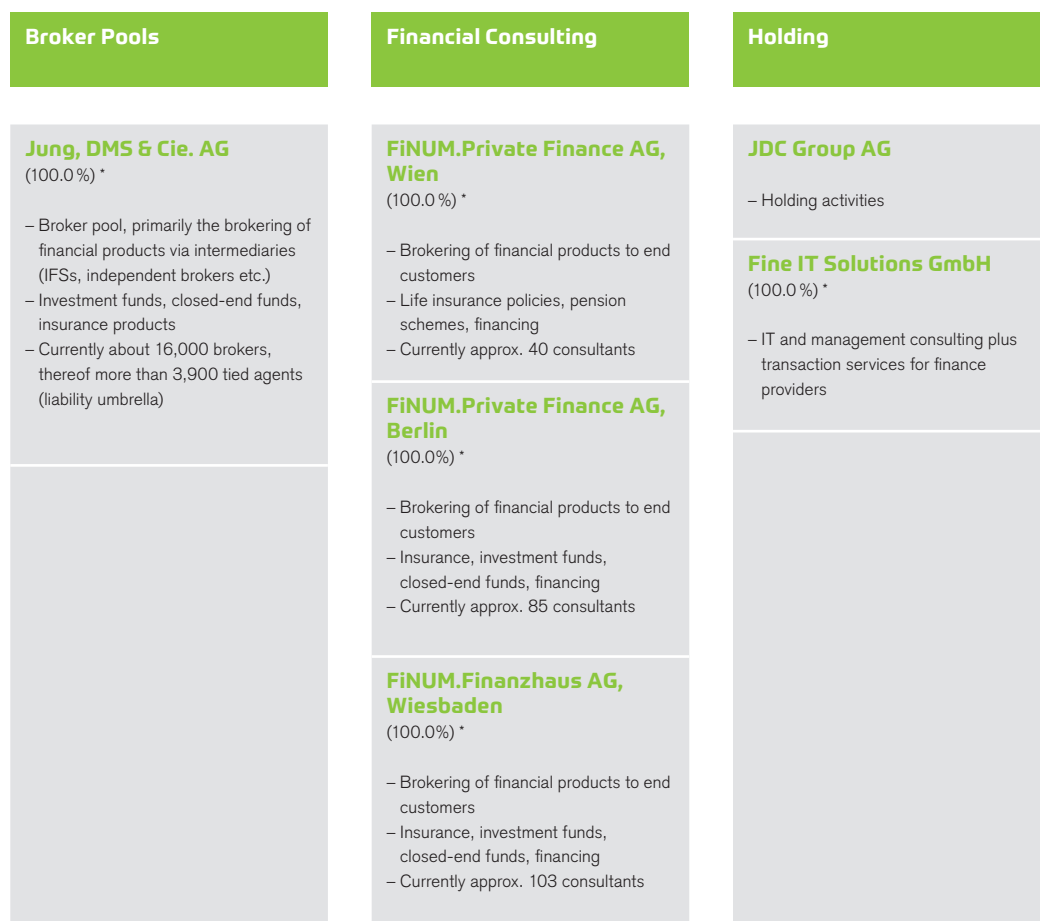 Broker Pools
Jung, DMS & Cie. AG
(100.0 %) *
– Broker pool, primarily the brokering of
financial products via intermediaries
(IFSs, independent brokers etc.)
– Investment funds, closed-end funds,
insurance products
– Currently about 16,000 brokers,
thereof more than 3,900 tied agents
(liability umbrella)
Financial Consulting
FiNUM.Private Finance AG,
Wien
(100.0 %) *
– Brokering of financial products to end
customers
– Life insurance policies, pension
schemes, financing
– Currently approx. 40 consultants
FiNUM.Private Finance AG,
Berlin
(100.0%) *
– Brokering of financial products to end
customers
– Insurance, investment funds,
closed-end funds, financing
– Currently approx. 85 consultants
FiNUM.Finanzhaus AG,
Wiesbaden
(100.0%) *
– Brokering of financial products to end
customers
– Insurance, investment funds,
closed-end funds, financing
– Currently approx. 103 consultants
Holding
JDC Group AG
– Holding activities
Fine IT Solutions GmbH
(100.0 %) *
– IT and management consulting plus
transaction services for finance
providers